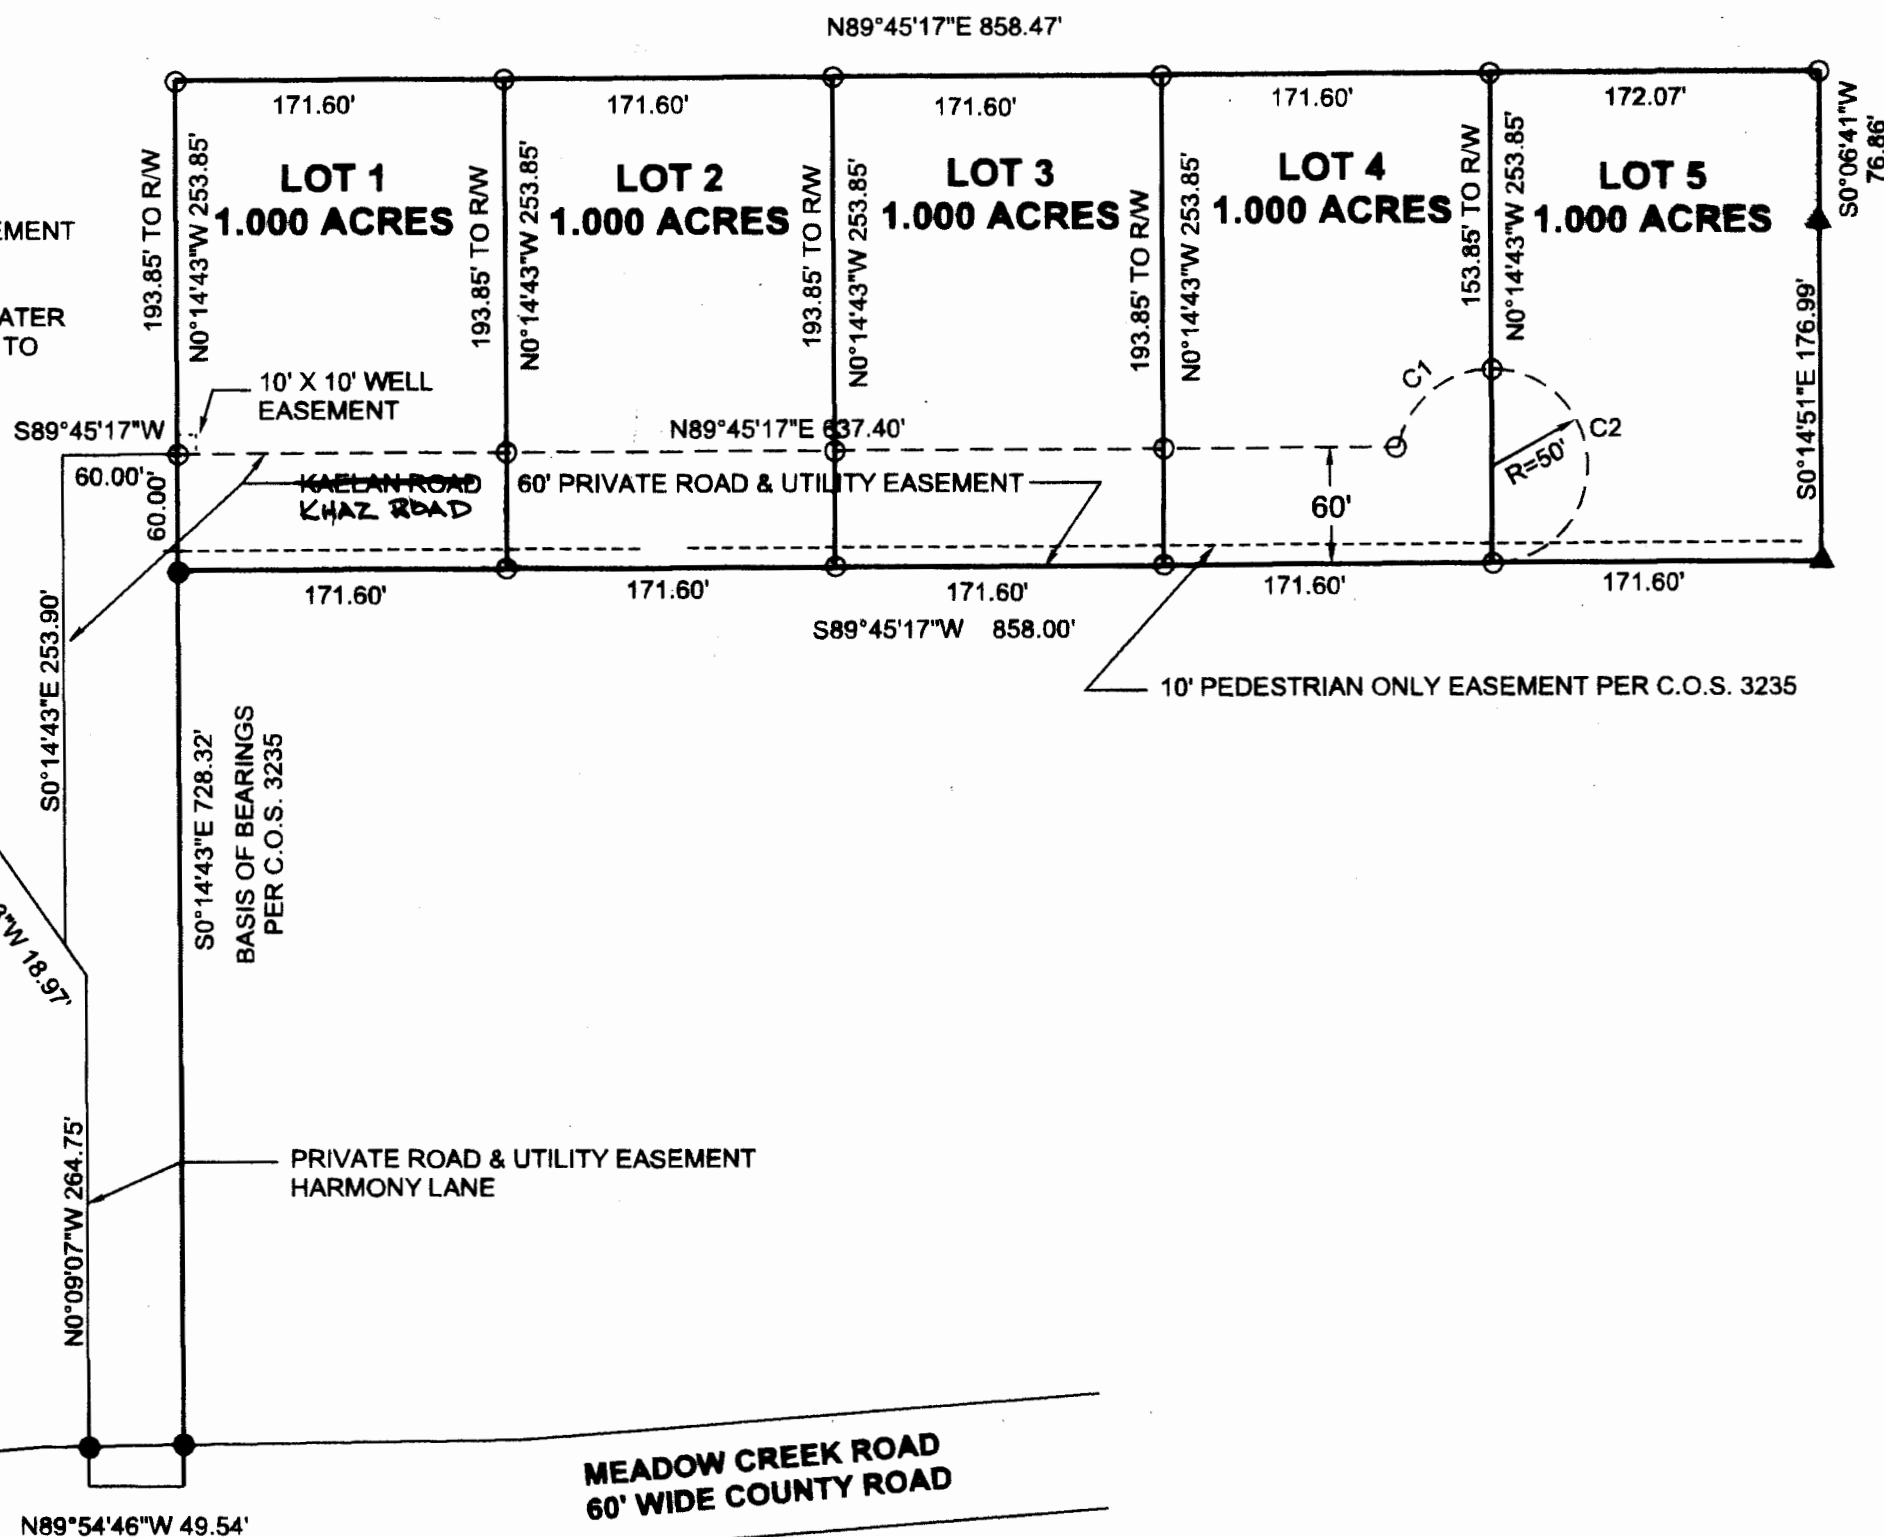 N89°45'17"E 858.47'
171.60'
171.60'
171.60'
171.60'
172.07'
S0°06'41"W
76.86'
193.85' TO R/W
N0°14'43"W 253.85'
LOT 1
1.000 ACRES
193.85' TO R/W
N0°14'43"W 253.85'
LOT 2
1.000 ACRES
193.85' TO R/W
N0°14'43"W 253.85'
LOT 3
1.000 ACRES
193.85' TO R/W
N0°14'43"W 253.85'
LOT 4
1.000 ACRES
153.85' TO R/W
N0°14'43"W 253.85'
LOT 5
1.000 ACRES
S0°14'51"E 176.99'
EMENT
ATER
TO
10' X 10' WELL
EASEMENT
S89°45'17"W
60.00'
60.00'
N89°45'17"E 637.40'
C1
C2
R=50'
KAELAN ROAD
KHAZ ROAD
60' PRIVATE ROAD & UTILITY EASEMENT
60'
171.60'
171.60'
171.60'
171.60'
171.60'
S89°45'17"W 858.00'
10' PEDESTRIAN ONLY EASEMENT PER C.O.S. 3235
S0°14'43"E 253.90'
S0°14'43"E 728.32'
BASIS OF BEARINGS
PER C.O.S. 3235
"W 18.97'
N0°09'07"W 264.75'
PRIVATE ROAD & UTILITY EASEMENT
HARMONY LANE
MEADOW CREEK ROAD
60' WIDE COUNTY ROAD
N89°54'46"W 49.54'